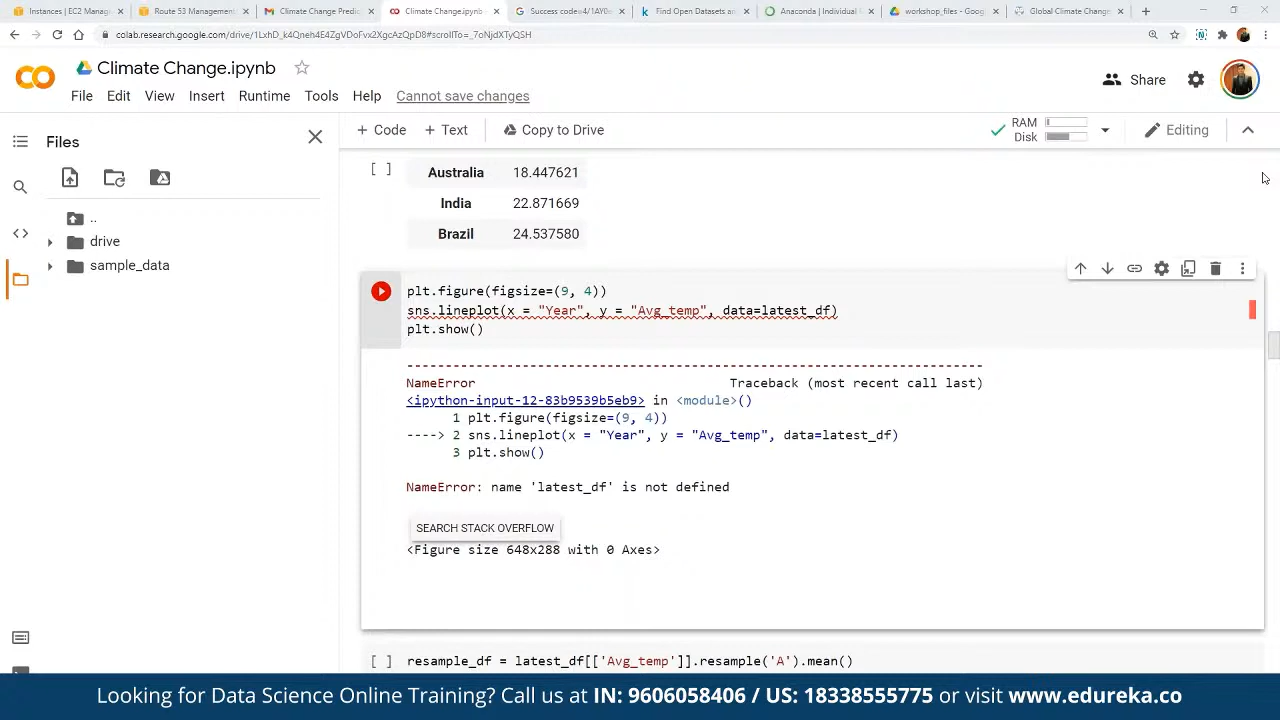 Instances | EC2 Manag
Route 53 Management
Climate Change Predic
Climate Change.ipynb
Success code=4/1AY0e
Find Open Datasets an
Anaconda | Individual
workshop_files - Goog
Global Climate Change
colab.research.google.com/drive/1LxhD_k4Qneh4E4ZgVDoFvx2XgcAzQpD8#scrollTo=_7oNjdXTyQSH
Climate Change.ipynb
Share
File Edit View Insert Runtime Tools Help Cannot save changes
Files
+ Code + Text Copy to Drive
RAM
Disk
Editing
..
drive
sample_data
[ ]
Australia 18.447621
India 22.871669
Brazil 24.537580
plt.figure(figsize=(9, 4))
sns.lineplot(x = "Year", y = "Avg_temp", data=latest_df)
plt.show()
---------------------------------------------------------------------------
NameError Traceback (most recent call last)
<ipython-input-12-83b9539b5eb9> in <module>()
1 plt.figure(figsize=(9, 4))
----> 2 sns.lineplot(x = "Year", y = "Avg_temp", data=latest_df)
3 plt.show()
NameError: name 'latest_df' is not defined
SEARCH STACK OVERFLOW
<Figure size 648x288 with 0 Axes>
[ ] resample_df = latest_df[['Avg_temp']].resample('A').mean()
Looking for Data Science Online Training? Call us at IN: 9606058406 / US: 18338555775 or visit www.edureka.co